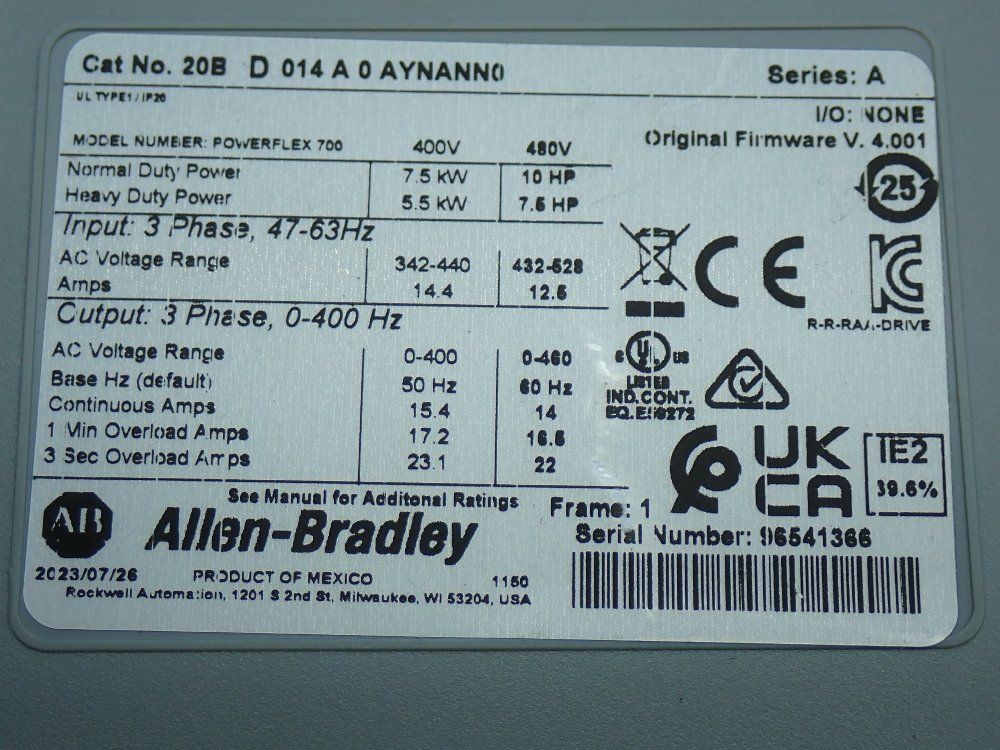 Cat No. 20B D 014 A 0 AYNANN0 Series: A
UL TYPE1/IP20
I/O: NONE
MODEL NUMBER: POWERFLEX 700 400V 480V Original Firmware V. 4.001
Normal Duty Power 7.5 kW 10 HP
Heavy Duty Power 5.5 kW 7.5 HP
25
Input: 3 Phase, 47-63Hz
AC Voltage Range 342-440 432-528
Amps 14.4 12.5
CE
KC
R-R-RAA-DRIVE
Output: 3 Phase, 0-400 Hz
AC Voltage Range 0-400 0-460
Base Hz (default) 50 Hz 60 Hz
Continuous Amps 15.4 14
1 Min Overload Amps 17.2 16.5
3 Sec Overload Amps 23.1 22
C UL US
LISTED
IND.CONT.
EQ.E59272
UK
CA
IE2
39.6%
See Manual for Additonal Ratings
Frame: 1
AB Allen-Bradley
Serial Number: 96541366
2023/07/26 PRODUCT OF MEXICO 1150
Rockwell Automation, 1201 S 2nd St, Milwaukee, WI 53204, USA